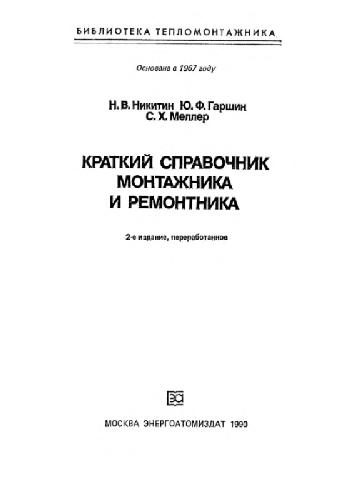 БИБЛИОТЕКА ТЕПЛОМОНТАЖНИКА
Основана в 1967 году
Н. В. Никитин Ю. Ф. Гаршин
С. Х. Меллер
КРАТКИЙ СПРАВОЧНИК
МОНТАЖНИКА
И РЕМОНТНИКА
2-е издание, переработанное
МОСКВА ЭНЕРГОАТОМИЗДАТ 1990